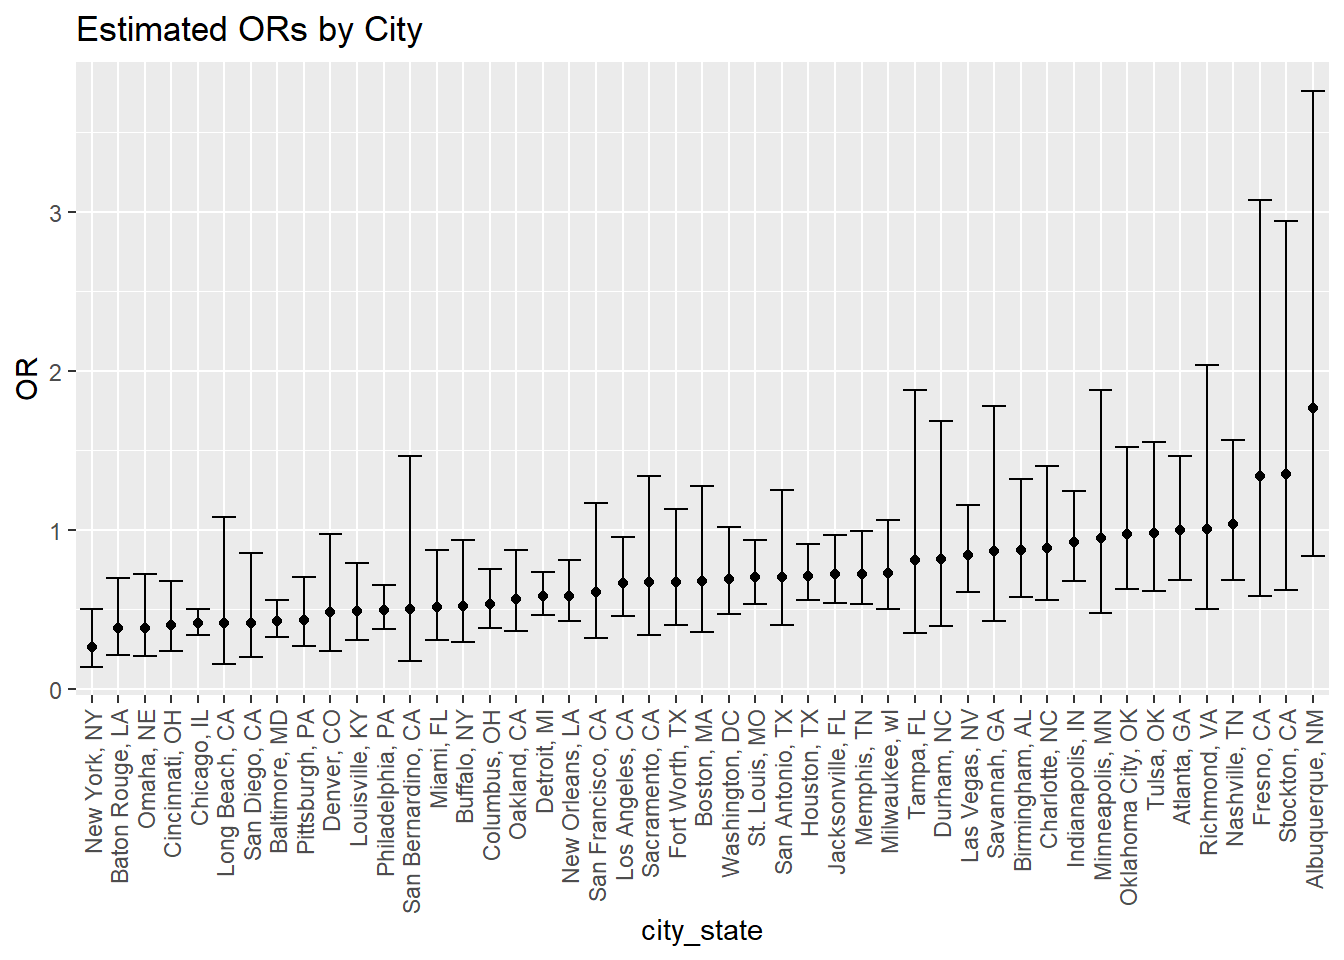 Estimated ORs by City
OR
3
2
1
0
New York, NY
Baton Rouge, LA
Omaha, NE
Cincinnati, OH
Chicago, IL
Long Beach, CA
San Diego, CA
Baltimore, MD
Pittsburgh, PA
Denver, CO
Louisville, KY
Philadelphia, PA
San Bernardino, CA
Miami, FL
Buffalo, NY
Columbus, OH
Oakland, CA
Detroit, MI
New Orleans, LA
San Francisco, CA
Los Angeles, CA
Sacramento, CA
Fort Worth, TX
Boston, MA
Washington, DC
St. Louis, MO
San Antonio, TX
Houston, TX
Jacksonville, FL
Memphis, TN
Milwaukee, wI
Tampa, FL
Durham, NC
Las Vegas, NV
Savannah, GA
Birmingham, AL
Charlotte, NC
Indianapolis, IN
Minneapolis, MN
Oklahoma City, OK
Tulsa, OK
Atlanta, GA
Richmond, VA
Nashville, TN
Fresno, CA
Stockton, CA
Albuquerque, NM
city_state